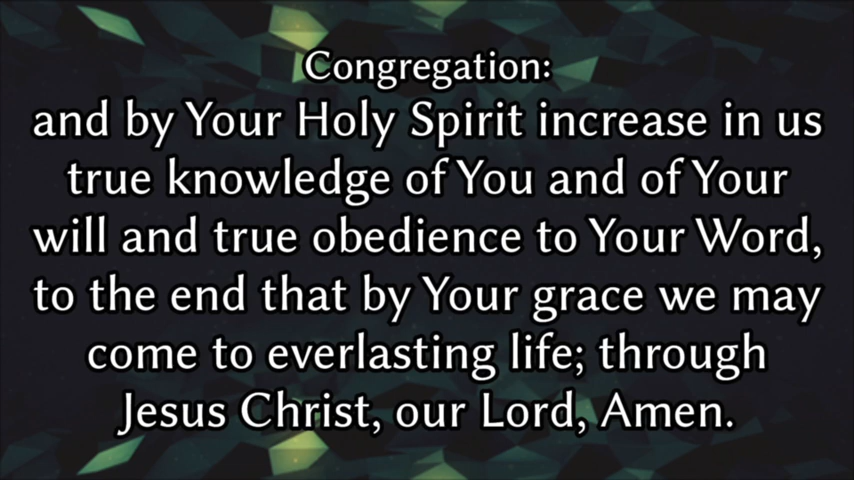 Congregation:
and by Your Holy Spirit increase in us
true knowledge of You and of Your
will and true obedience to Your Word,
to the end that by Your grace we may
come to everlasting life; through
Jesus Christ, our Lord, Amen.